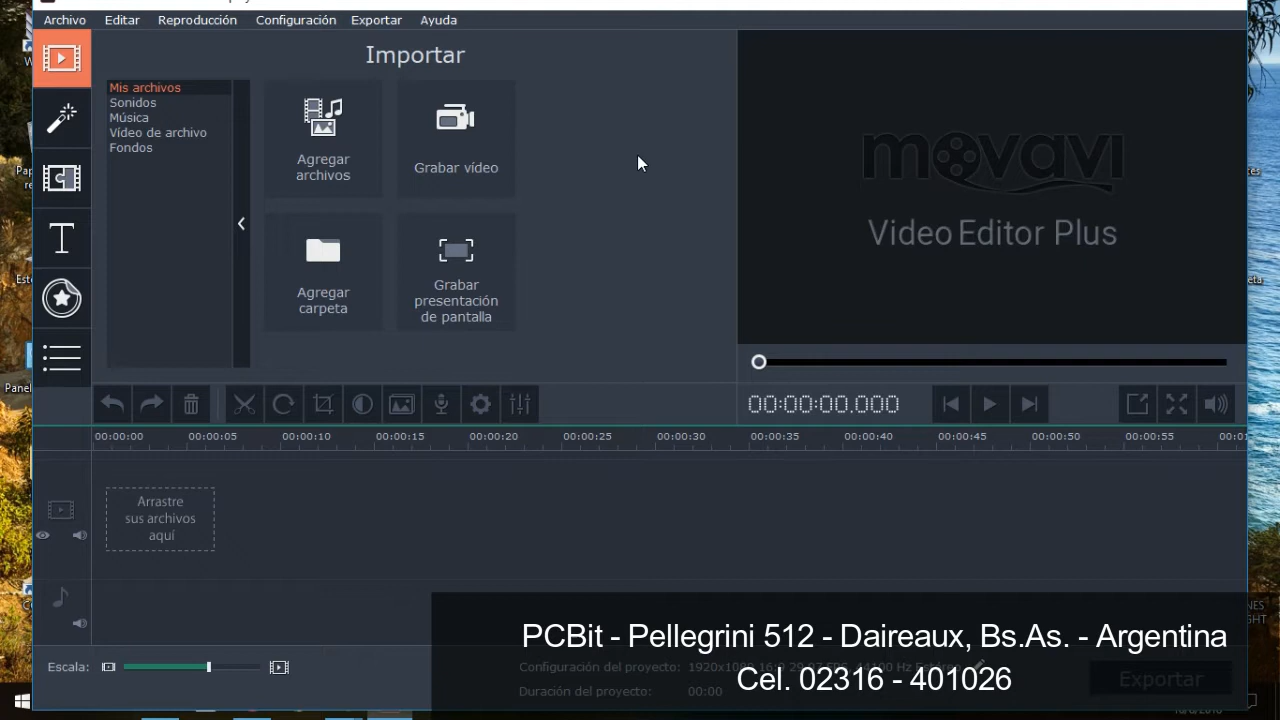 Archivo Editar Reproducción Configuración Exportar Ayuda
Importar
Mis archivos
Sonidos
Música
Vídeo de archivo
Fondos
Agregar
archivos
Grabar vídeo
Agregar
carpeta
Grabar
presentación
de pantalla
movavi
Video Editor Plus
00:00:00.000
00:00:00 00:00:05 00:00:10 00:00:15 00:00:20 00:00:25 00:00:30 00:00:35 00:00:40 00:00:45 00:00:50 00:00:55
Arrastre
sus archivos
aquí
PCBit - Pellegrini 512 - Daireaux, Bs.As. - Argentina
Cel. 02316 - 401026
Escala:
Configuración del proyecto:
Duración del proyecto: 00:00
Exportar